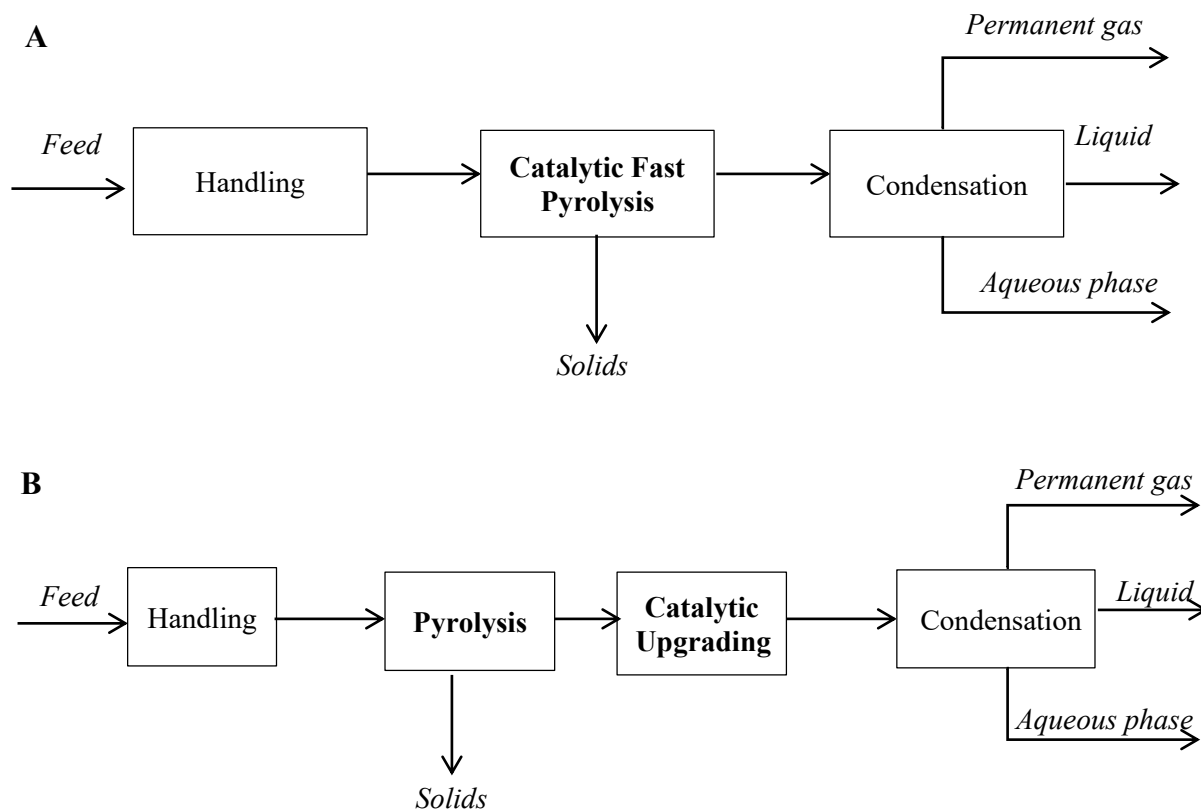 A
Permanent gas
Feed
Handling
Catalytic Fast
Pyrolysis
Condensation
Liquid
Aqueous phase
Solids
B
Permanent gas
Feed
Handling
Pyrolysis
Catalytic
Upgrading
Condensation
Liquid
Aqueous phase
Solids